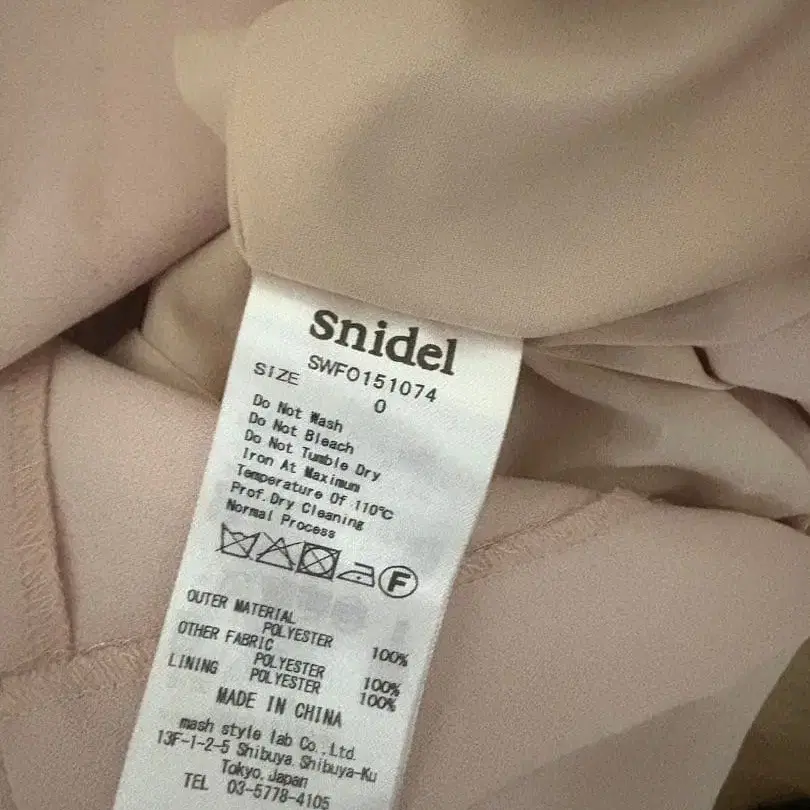 snidel
SWFO151074
SIZE 0
Do Not Wash
Do Not Bleach
Do Not Tumble Dry
Iron At Maximum
Temperature Of 110℃
Prof.Dry Cleaning
Normal Process
F
OUTER MATERIAL
POLYESTER 100%
OTHER FABRIC
POLYESTER 100%
LINING POLYESTER 100%
MADE IN CHINA
mash style lab Co.,Ltd.
13F-1-2-5 Shibuya Shibuya-Ku
Tokyo,Japan
TEL 03-5778-4105